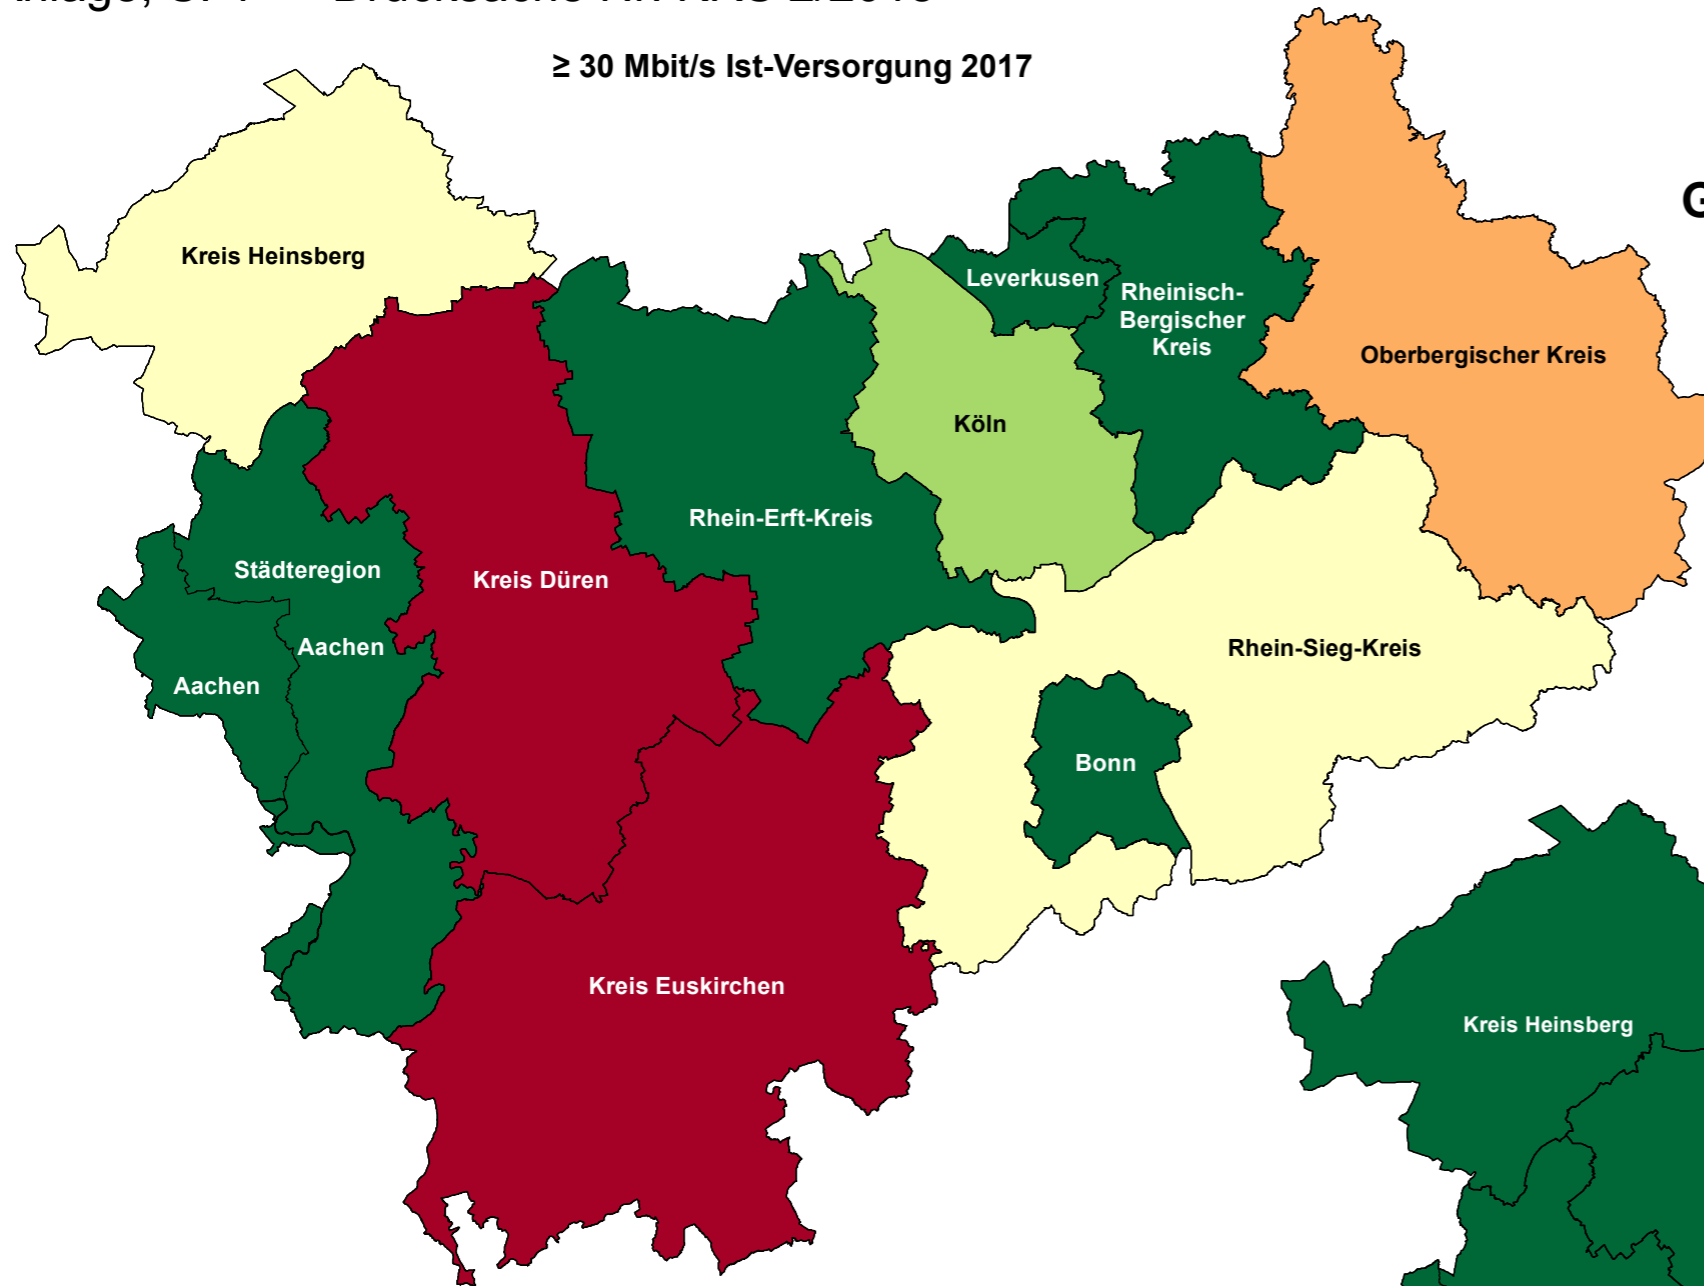 ≥ 30 Mbit/s Ist-Versorgung 2017
G
Kreis Heinsberg
Leverkusen
Rheinisch-
Bergischer
Kreis
Oberbergischer Kreis
Köln
Rhein-Erft-Kreis
Städteregion
Aachen
Kreis Düren
Aachen
Rhein-Sieg-Kreis
Bonn
Kreis Euskirchen
Kreis Heinsberg